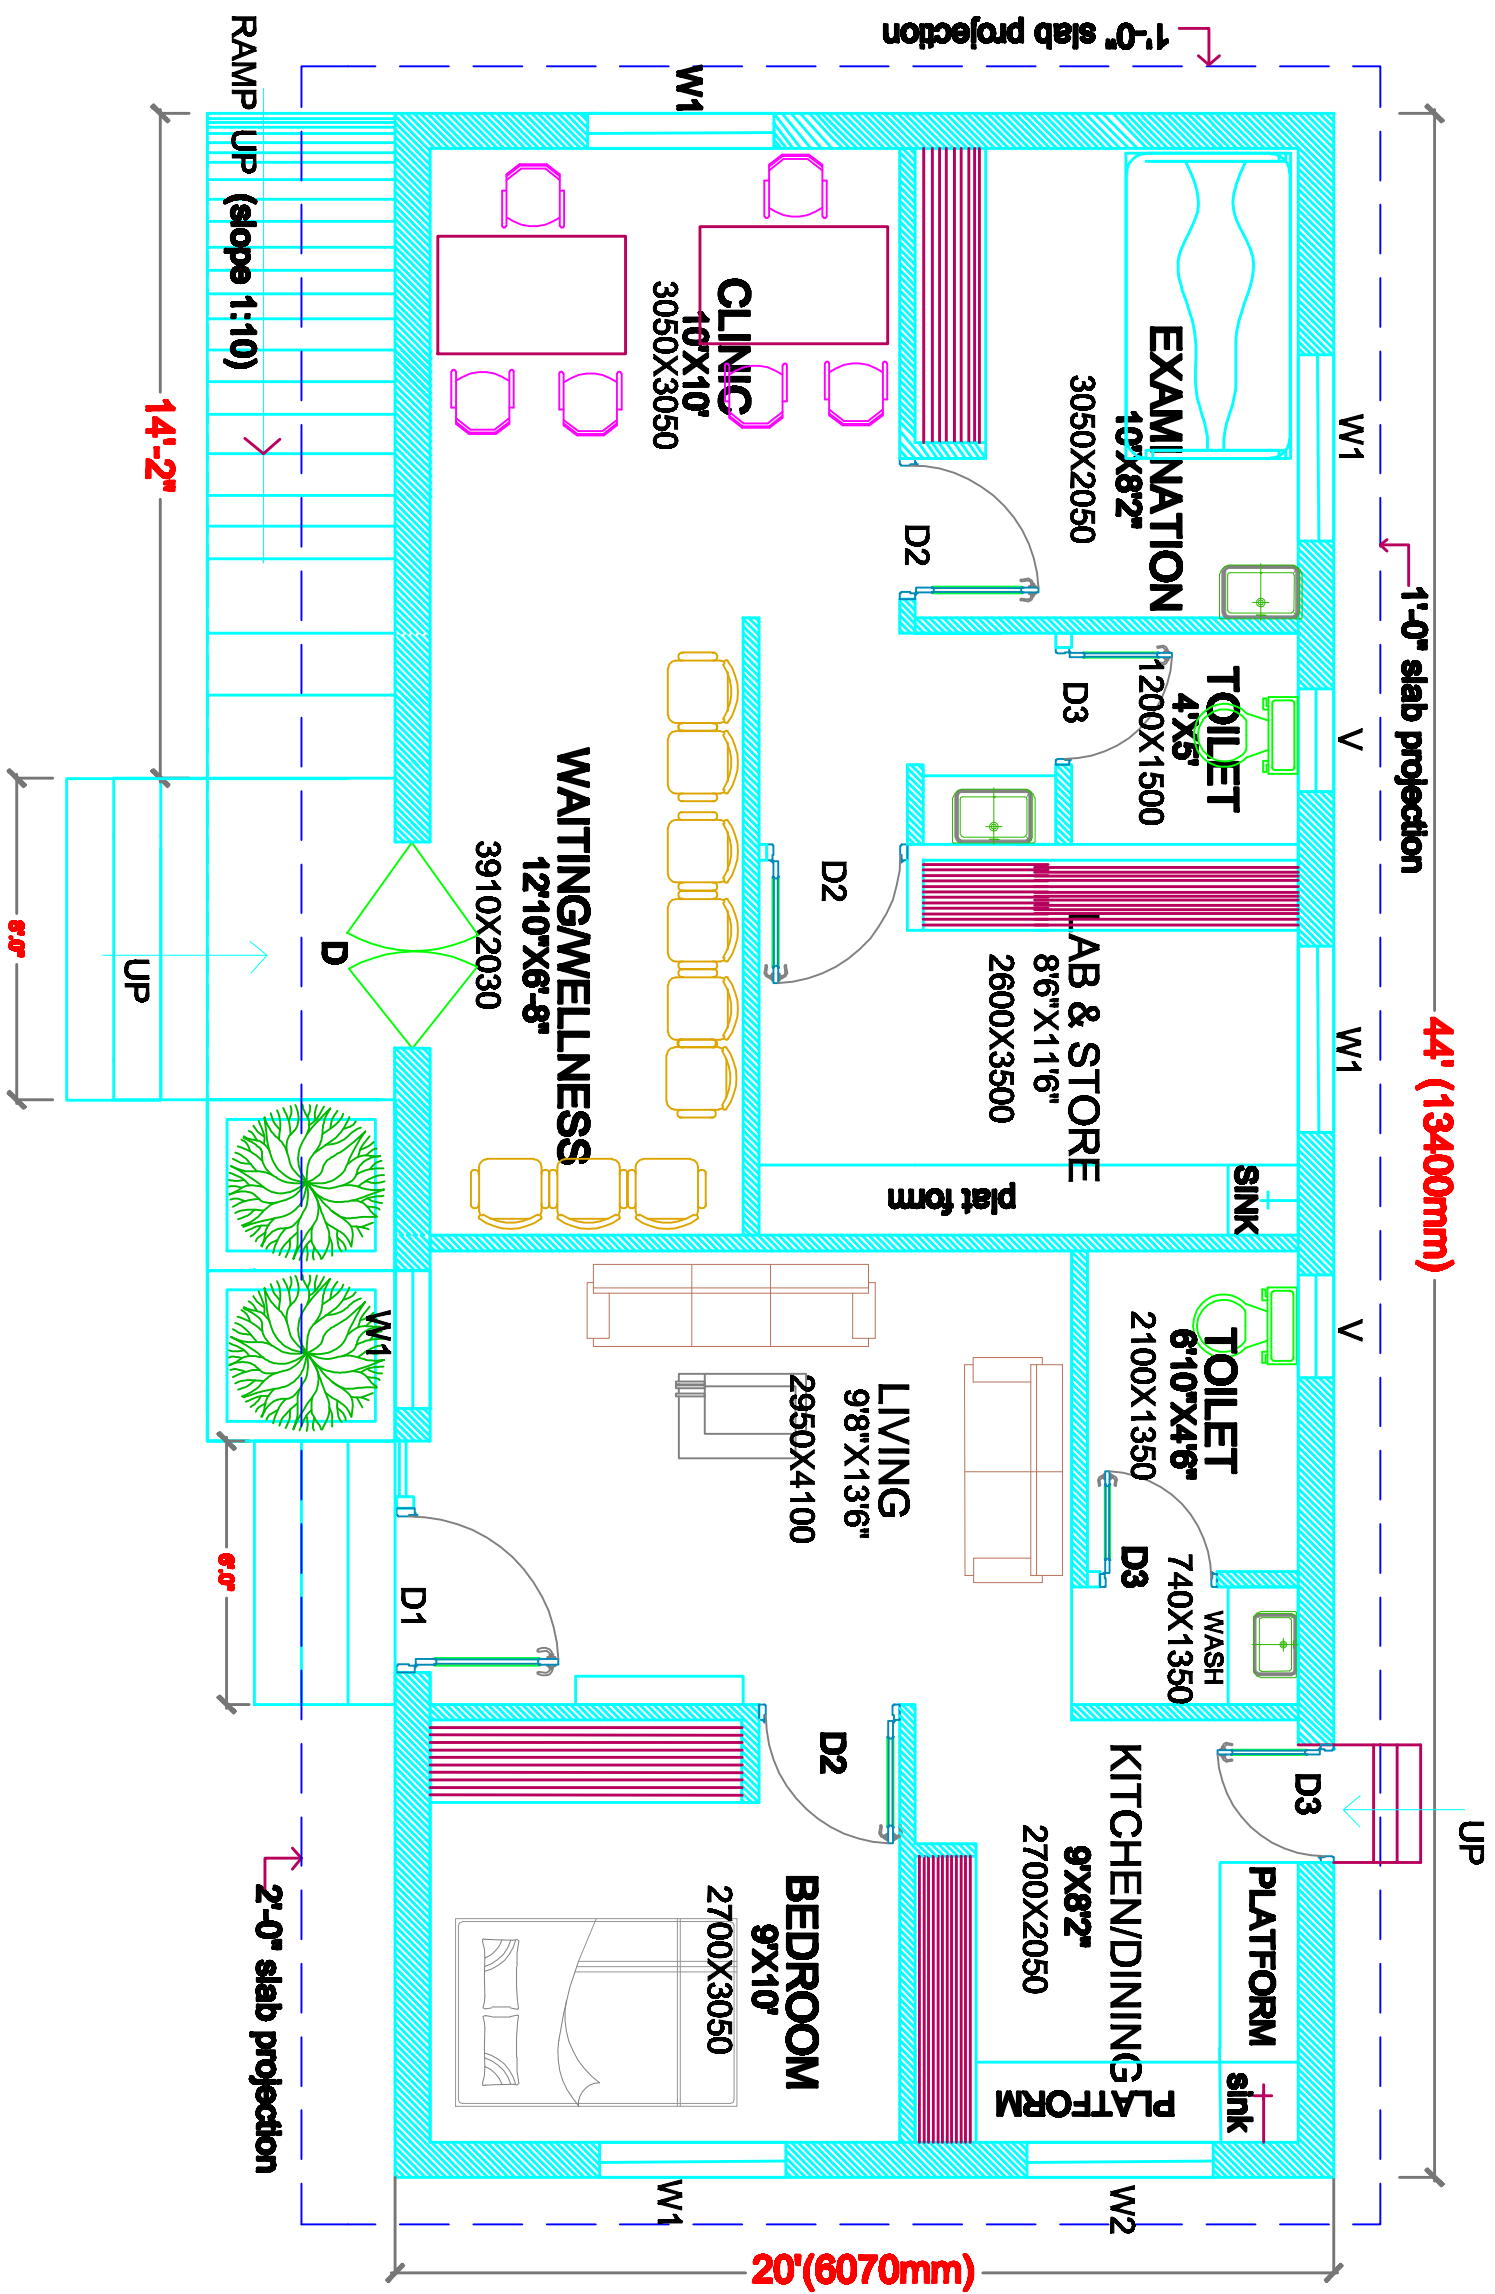 1'-0" slab projection
RAMP UP (slope 1:10)
14'-2"
W1
CLINIC
10'X10'
3050X3050
EXAMINATION
10'X8'2"
3050X2050
W1
1'-0" slab projection
44' (13400mm)
D2
TOILET
4'X5'
1200X1500
D3
V
D2
WAITING/WELLNESS
12'10"X6'-8"
3910X2030
D
UP
6'.0"
LAB & STORE
8'6"X11'6"
2600X3500
W1
plat form
SINK
W1
LIVING
9'8"X13'6"
2950X4100
TOILET
6'10"X4'6"
2100X1350
V
D3
WASH
740X1350
6'.0"
D1
D2
D3
UP
KITCHEN/DINING
9'X8'2"
2700X2050
PLATFORM
PLATFORM
sink
BEDROOM
9'X10'
2700X3050
2'-0" slab projection
W1
W2
20'(6070mm)